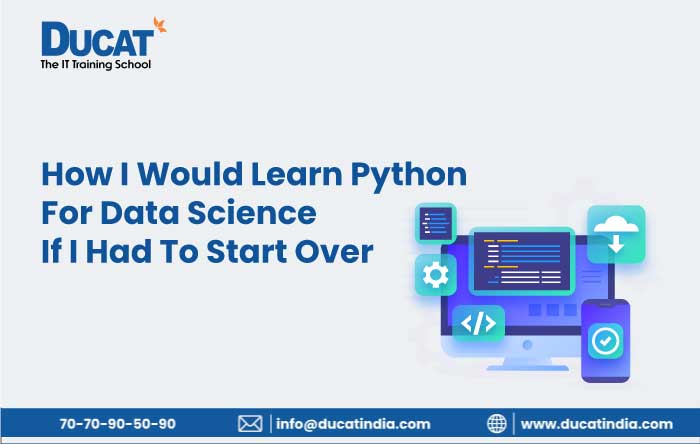 DUCAT
The IT Training School
How I Would Learn Python
For Data Science
If I Had To Start Over
</>
70-70-90-50-90
info@ducatindia.com
www.ducatindia.com